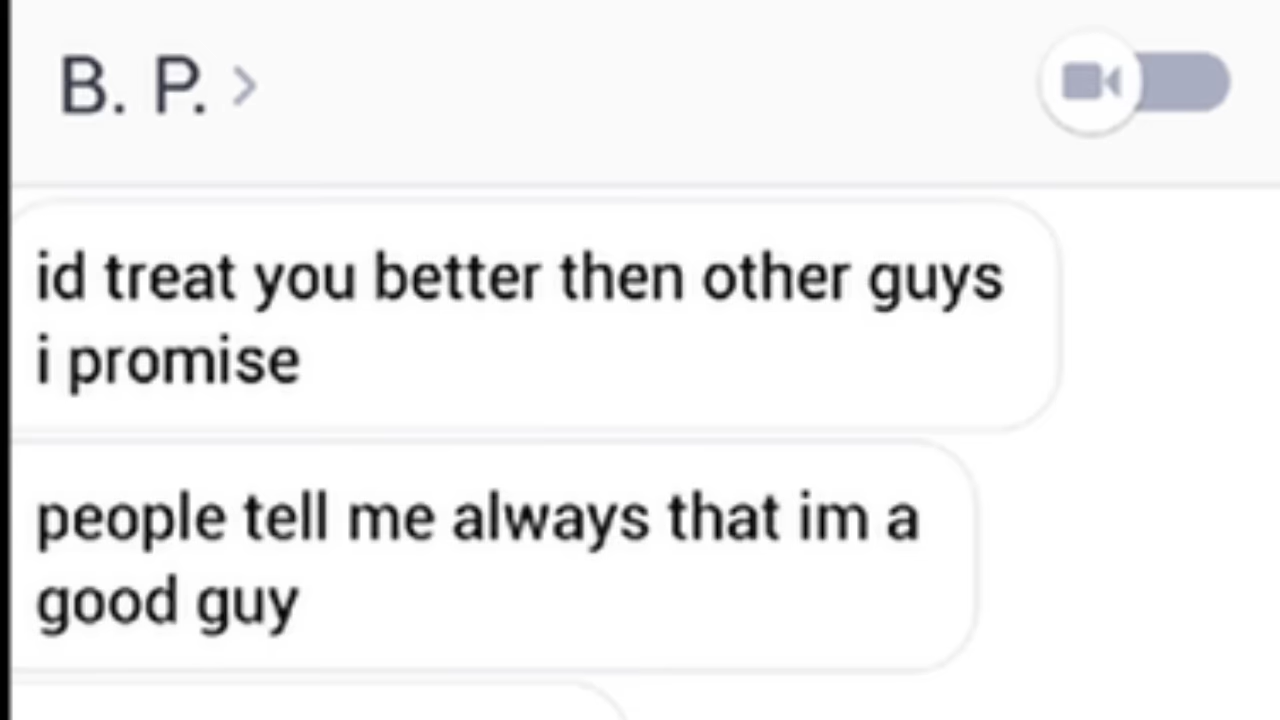 B. P. >
id treat you better then other guys
i promise
people tell me always that im a
good guy